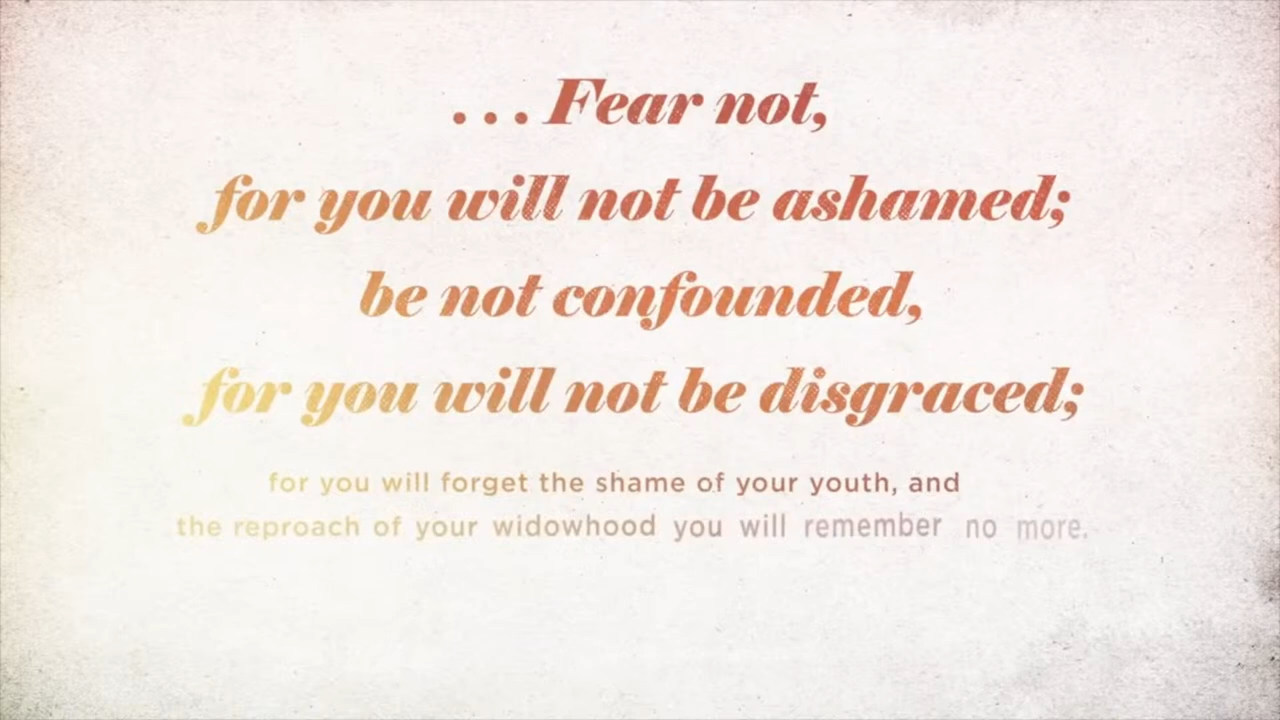 . . . Fear not,
for you will not be ashamed;
be not confounded,
for you will not be disgraced;
for you will forget the shame of your youth, and
the reproach of your widowhood you will remember no more.